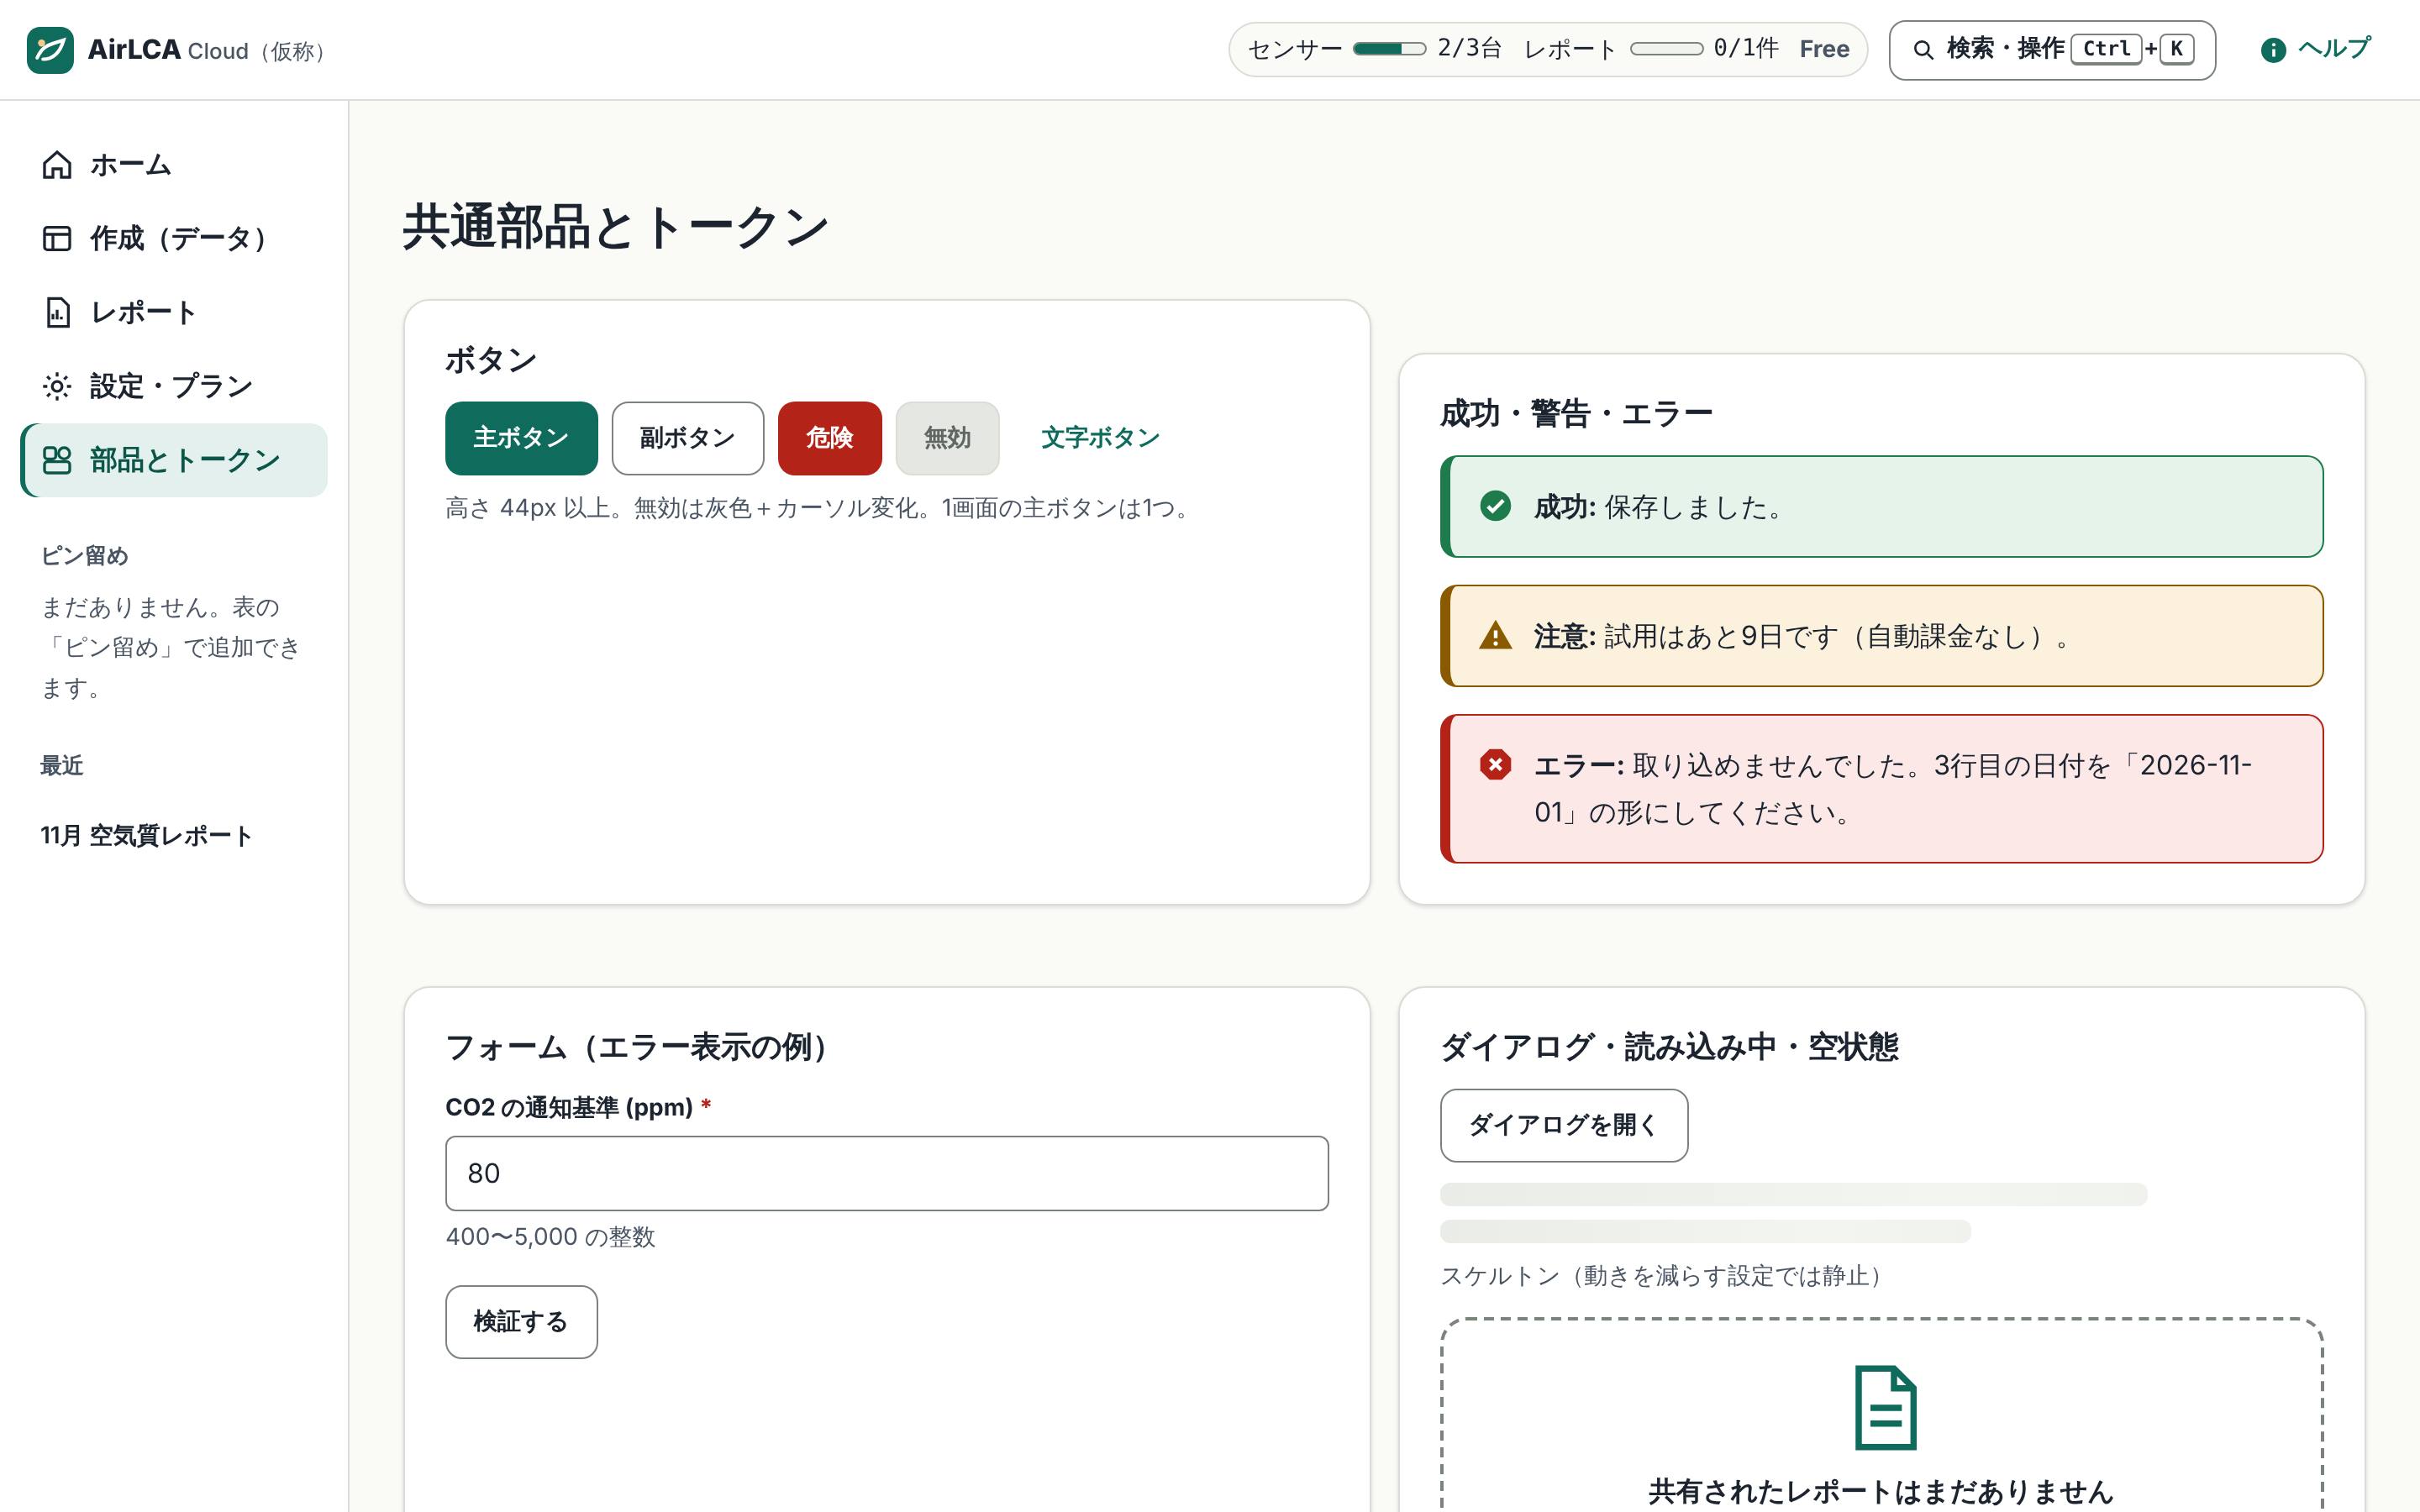 AirLCA Cloud（仮称）
センサー 2/3台 レポート 0/1件 Free
検索・操作 Ctrl+K
ヘルプ
ホーム
作成（データ）
レポート
設定・プラン
部品とトークン
ピン留め
まだありません。表の
「ピン留め」で追加でき
ます。
最近
11月 空気質レポート
共通部品とトークン
ボタン
主ボタン 副ボタン 危険 無効 文字ボタン
高さ 44px 以上。無効は灰色＋カーソル変化。1画面の主ボタンは1つ。
成功・警告・エラー
成功: 保存しました。
注意: 試用はあと9日です（自動課金なし）。
エラー: 取り込めませんでした。3行目の日付を「2026-11-
01」の形にしてください。
フォーム（エラー表示の例）
CO2 の通知基準 (ppm) *
80
400〜5,000 の整数
検証する
ダイアログ・読み込み中・空状態
ダイアログを開く
スケルトン（動きを減らす設定では静止）
共有されたレポートはまだありません